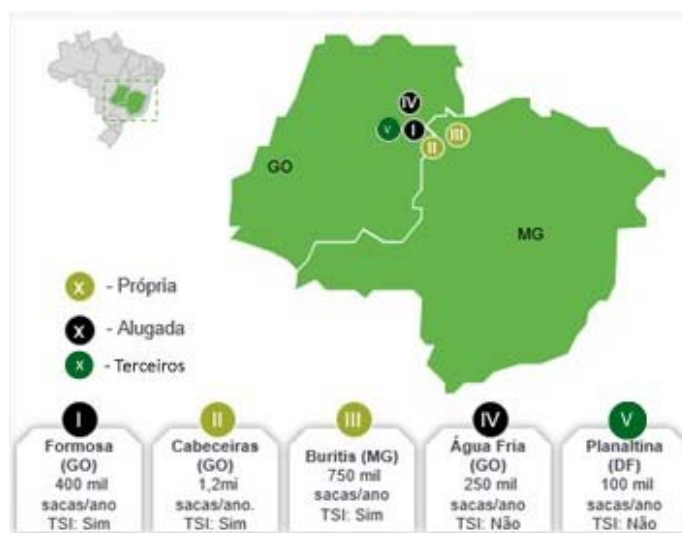 IV
V
I
III
II
GO
MG
X - Própria
X - Alugada
X - Terceiros
I
Formosa
(GO)
400 mil
sacas/ano
TSI: Sim
II
Cabeceiras
(GO)
1,2mi
sacas/ano.
TSI: Sim
III
Buritis (MG)
750 mil
sacas/ano
TSI: Sim
IV
Água Fria
(GO)
250 mil
sacas/ano
TSI: Não
V
Planaltina
(DF)
100 mil
sacas/ano
TSI: Não